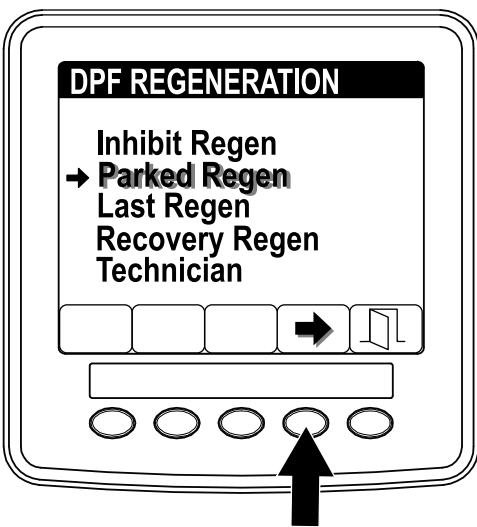 DPF REGENERATION
Inhibit Regen
Parked Regen
Last Regen
Recovery Regen
Technician